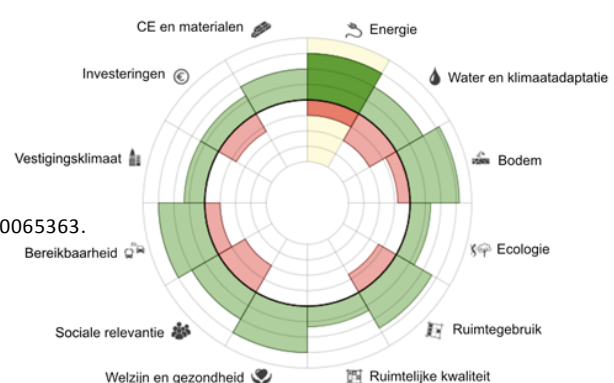 CE en materialen
Energie
Investeringen
Water en klimaatadaptatie
Vestigingsklimaat
Bodem
0065363.
Bereikbaarheid
Ecologie
Sociale relevantie
Ruimtegebruik
Welzijn en gezondheid
Ruimtelijke kwaliteit